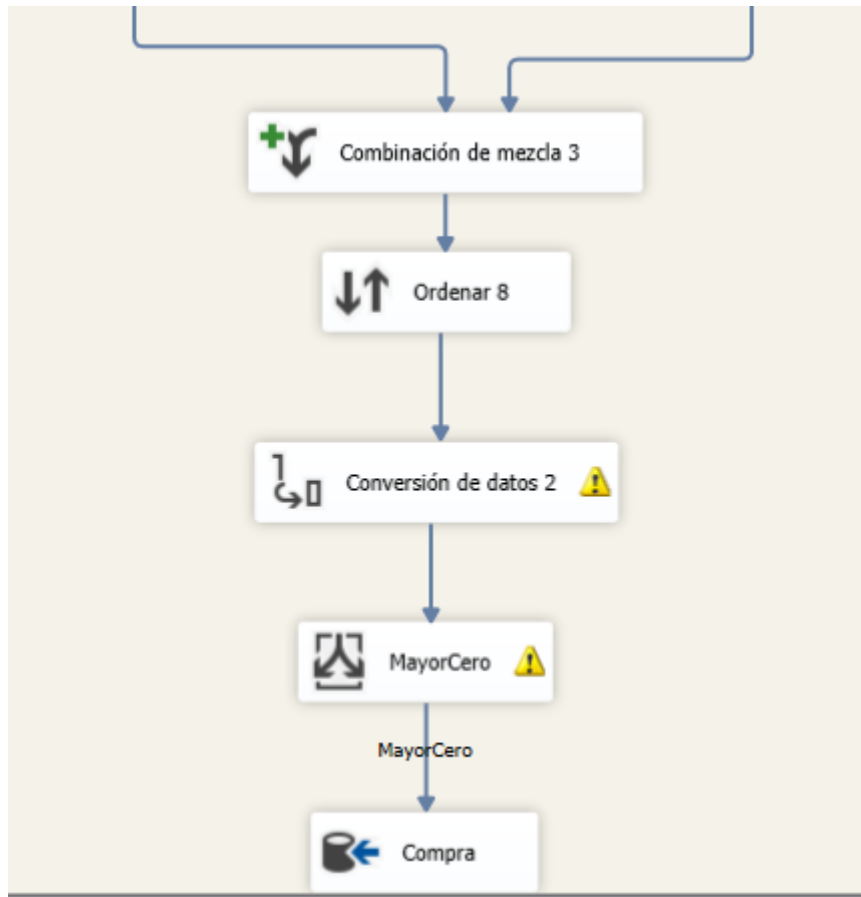 Combinación de mezcla 3
Ordenar 8
Conversión de datos 2
MayorCero
MayorCero
Compra